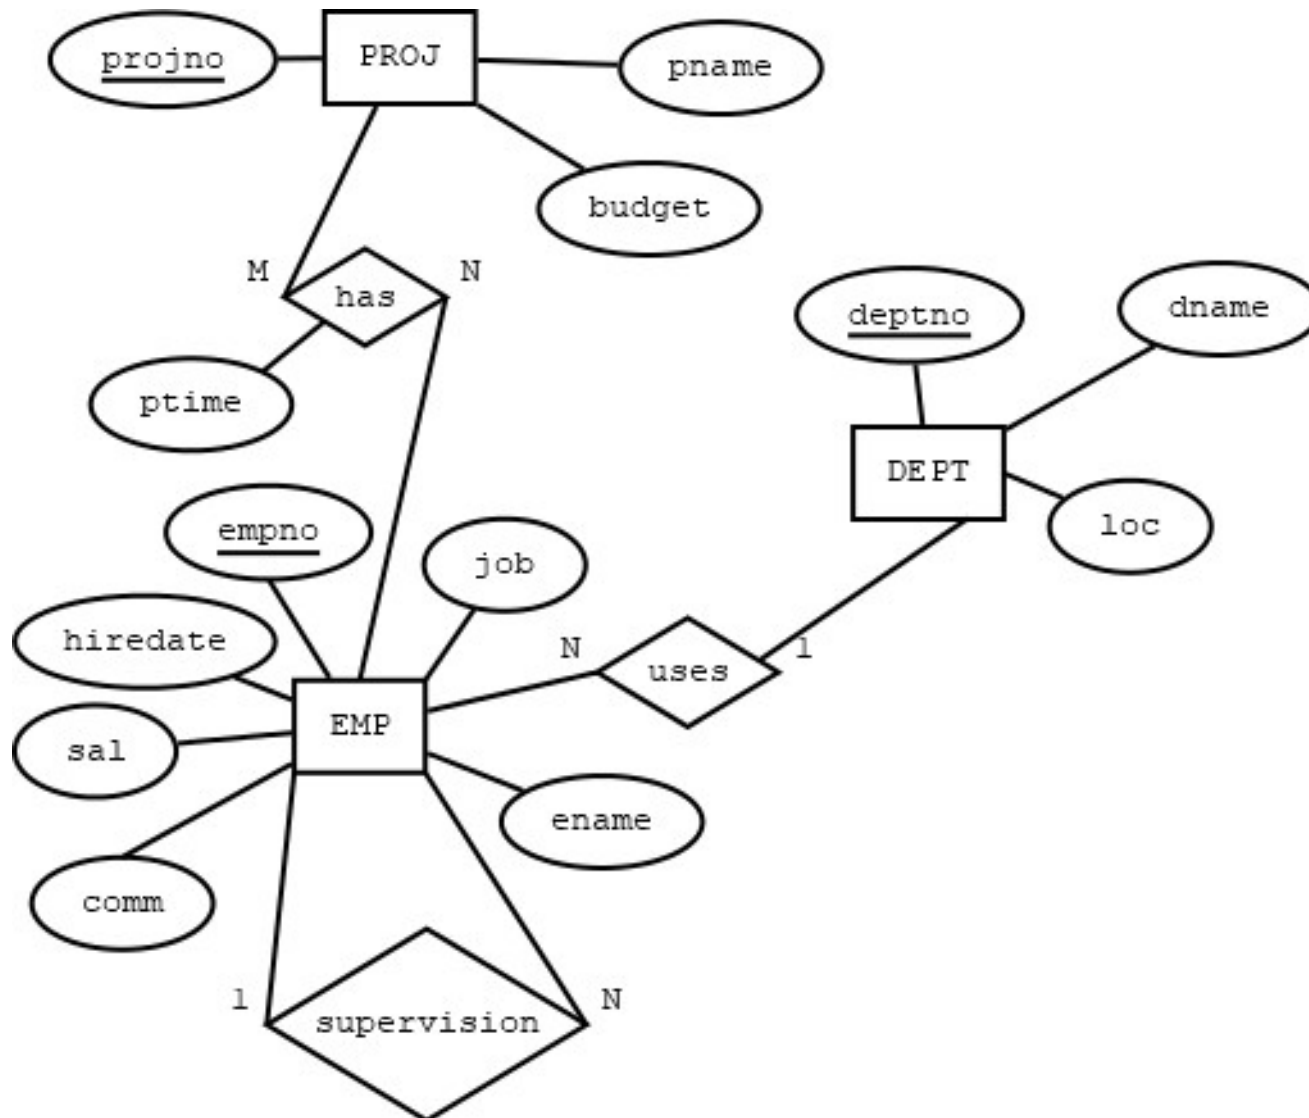 projno
PROJ
pname
budget
M
N
has
ptime
deptno
dname
DEPT
loc
empno
job
hiredate
N
uses
1
sal
EMP
ename
comm
1
N
supervision